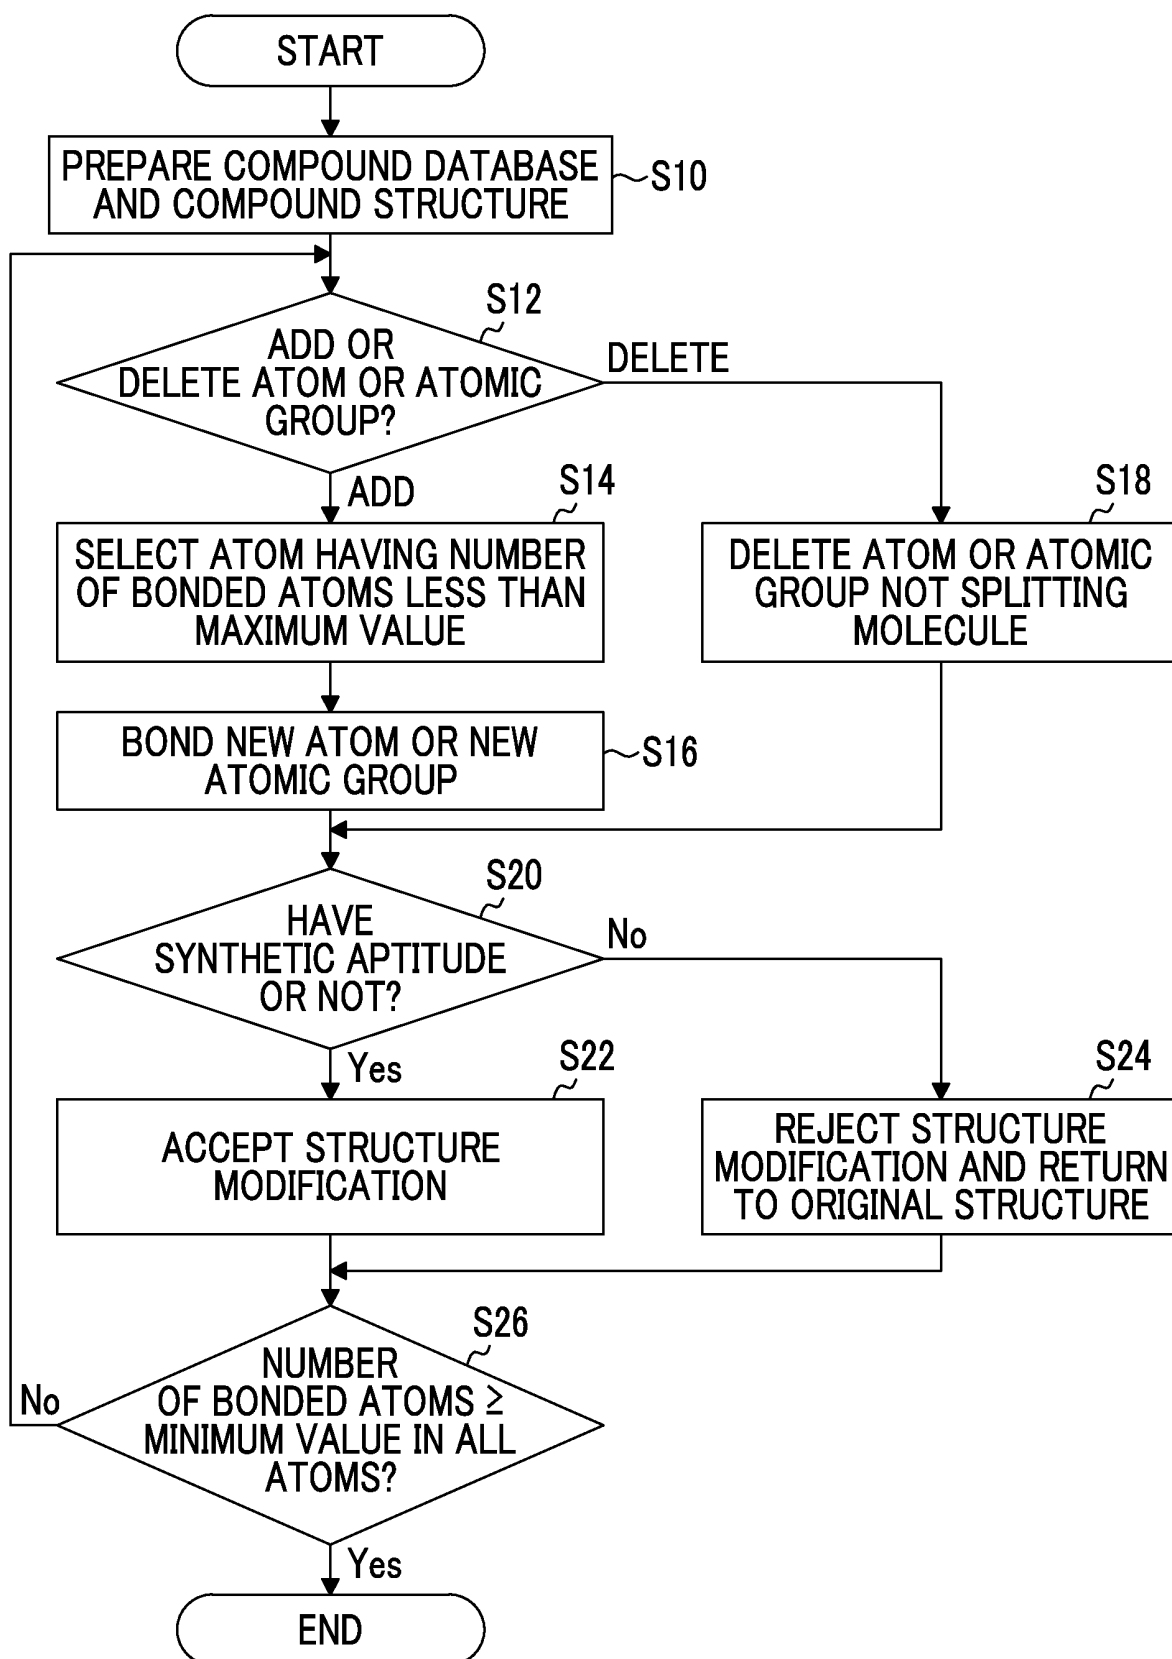 START
PREPARE COMPOUND DATABASE
AND COMPOUND STRUCTURE
S10
S12
ADD OR
DELETE ATOM OR ATOMIC
GROUP?
DELETE
ADD
S14
SELECT ATOM HAVING NUMBER
OF BONDED ATOMS LESS THAN
MAXIMUM VALUE
S18
DELETE ATOM OR ATOMIC
GROUP NOT SPLITTING
MOLECULE
BOND NEW ATOM OR NEW
ATOMIC GROUP
S16
S20
HAVE
SYNTHETIC APTITUDE
OR NOT?
No
Yes
S22
ACCEPT STRUCTURE
MODIFICATION
S24
REJECT STRUCTURE
MODIFICATION AND RETURN
TO ORIGINAL STRUCTURE
S26
NUMBER
OF BONDED ATOMS ≥
MINIMUM VALUE IN ALL
ATOMS?
No
Yes
END